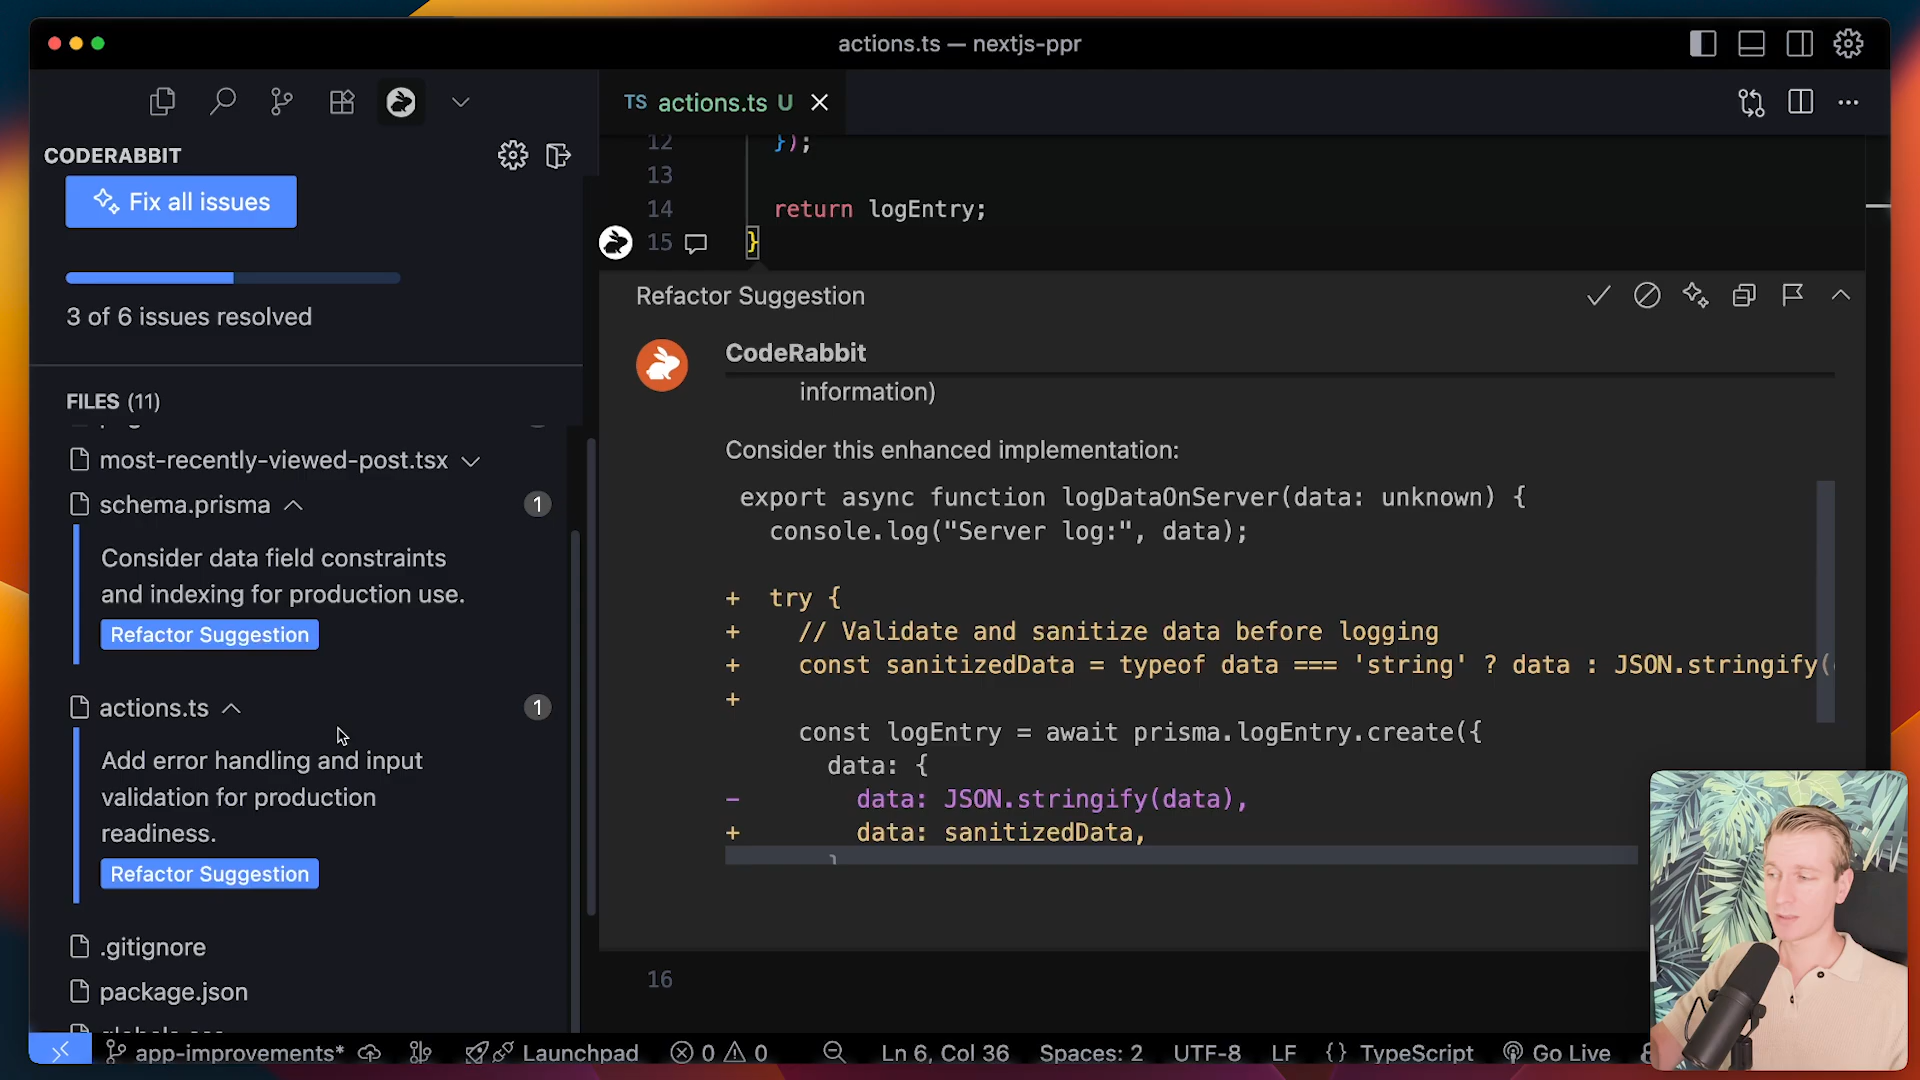 actions.ts — nextjs-ppr
CODERABBIT
Fix all issues
3 of 6 issues resolved
FILES (11)
most-recently-viewed-post.tsx
schema.prisma
1
Consider data field constraints
and indexing for production use.
Refactor Suggestion
actions.ts
1
Add error handling and input
validation for production
readiness.
Refactor Suggestion
.gitignore
package.json
TS actions.ts U
12 });
13
14 return logEntry;
15 }
Refactor Suggestion
CodeRabbit
information)
Consider this enhanced implementation:
export async function logDataOnServer(data: unknown) {
console.log("Server log:", data);
+ try {
+ // Validate and sanitize data before logging
+ const sanitizedData = typeof data === 'string' ? data : JSON.stringify(
+
const logEntry = await prisma.logEntry.create({
data: {
- data: JSON.stringify(data),
+ data: sanitizedData,
16
app-improvements*
Launchpad
0
0
Ln 6, Col 36
Spaces: 2
UTF-8
LF
{} TypeScript
Go Live